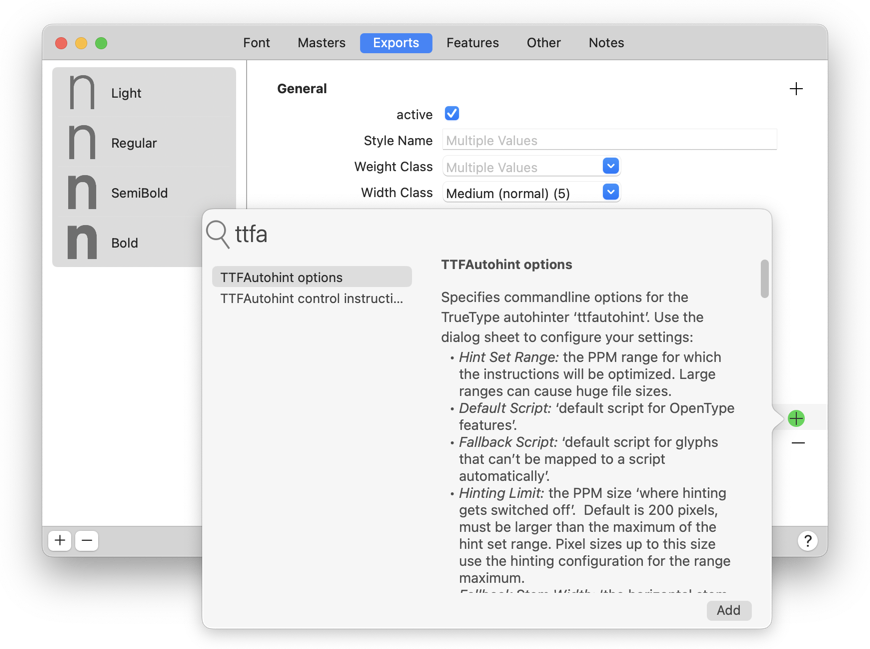 Font Masters Exports Features Other Notes
Light
Regular
SemiBold
Bold
General
active
Style Name Multiple Values
Weight Class Multiple Values
Width Class Medium (normal) (5)
ttfa
TTFAutohint options
TTFAutohint control instructi...
TTFAutohint options
Specifies commandline options for the
TrueType autohinter ‘ttfautohint’. Use the
dialog sheet to configure your settings:
• Hint Set Range: the PPM range for which
the instructions will be optimized. Large
ranges can cause huge file sizes.
• Default Script: ‘default script for OpenType
features’.
• Fallback Script: ‘default script for glyphs
that can’t be mapped to a script
automatically’.
• Hinting Limit: the PPM size ‘where hinting
gets switched off’. Default is 200 pixels,
must be larger than the maximum of the
hint set range. Pixel sizes up to this size
use the hinting configuration for the range
maximum.
Add